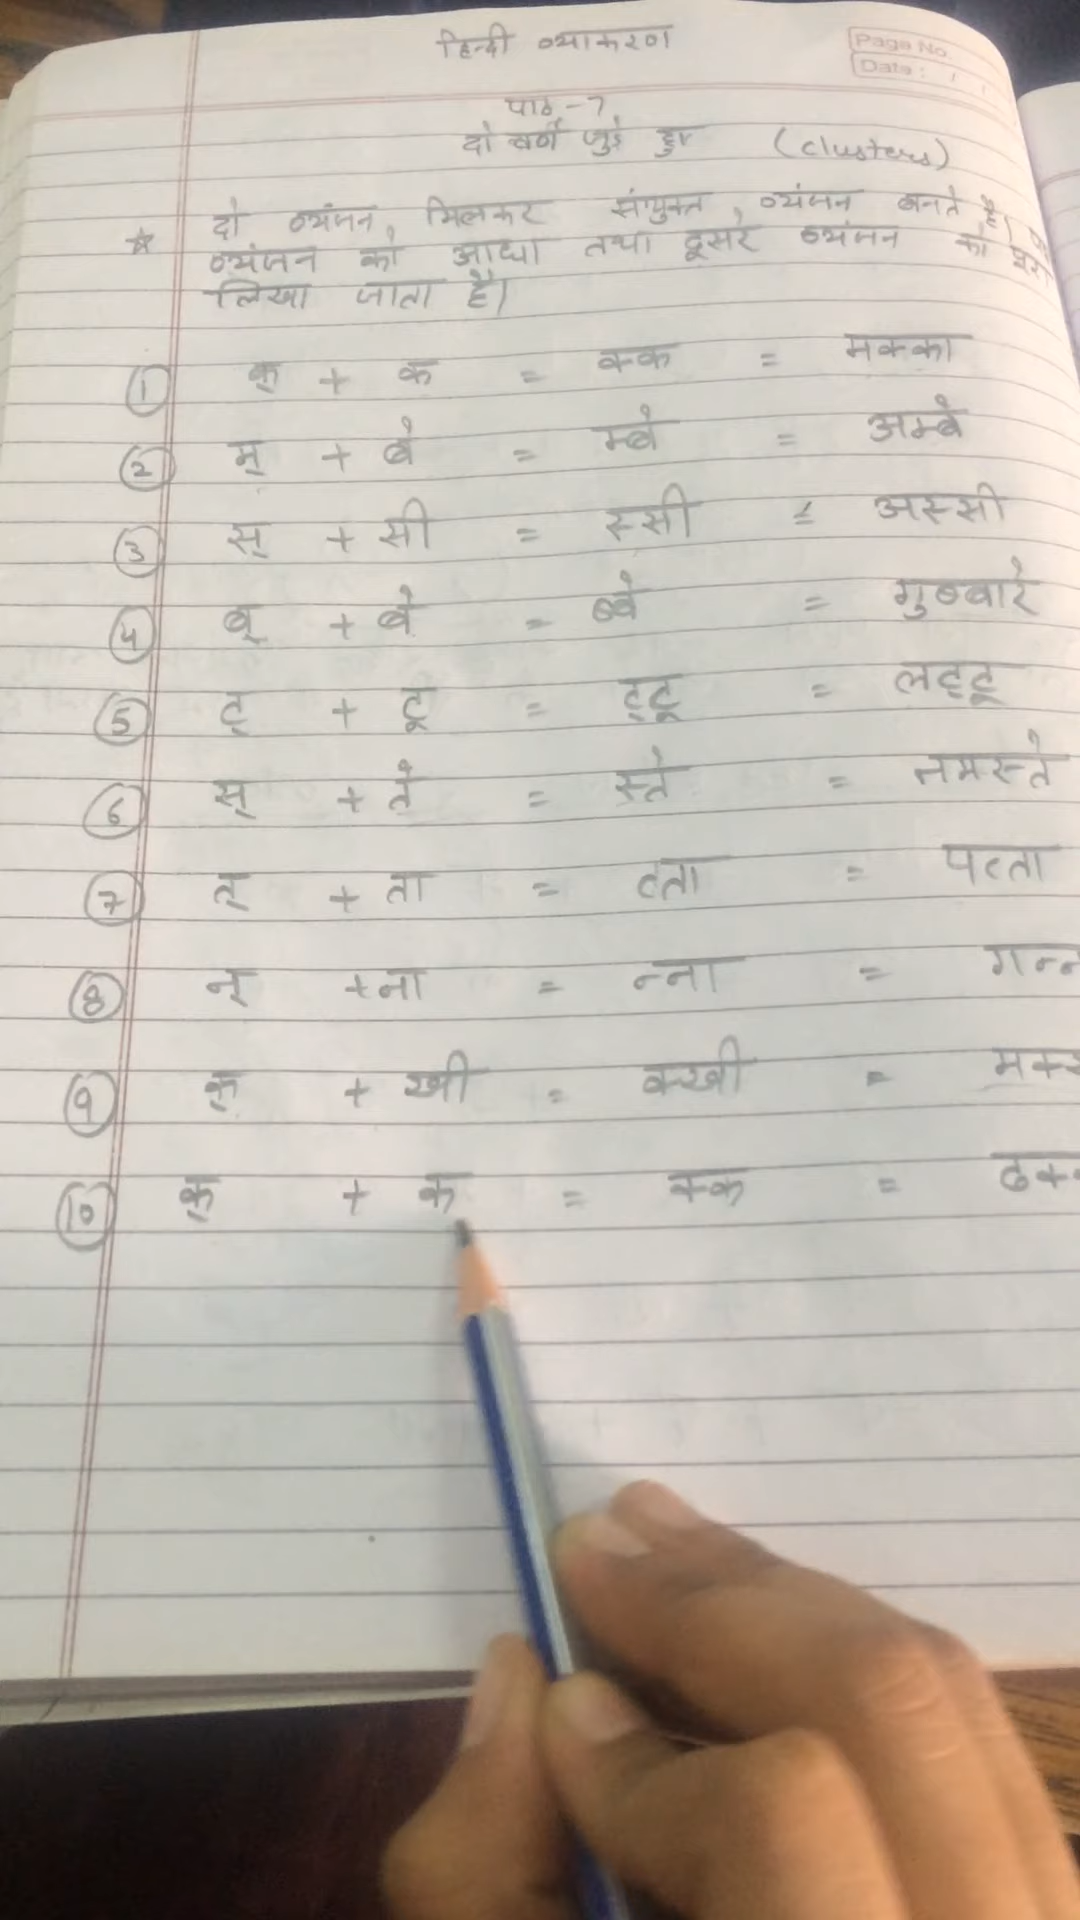 हिन्दी व्याकरण
Page No.
Date : / /
पाठ - 7
दो वर्ण जुड़े हुए (clusters)
* दो व्यंजन, मिलकर संयुक्त, व्यंजन बनते है।
व्यंजन को आधा तथा दूसरे व्यंजन को
लिखा जाता है।
1 क् + क = क्क = मक्का
2 म् + बे = म्बे = अम्बे
3 स् + सी = स्सी = अस्सी
4 ब् + बे = ब्बे = गुब्बारे
5 ट् + टू = ट्टू = लट्टू
6 स् + ते = स्ते = नमस्ते
7 त् + ता = त्ता = पत्ता
8 न् + ना = न्ना = गन्न
9 क् + खी = क्खी =
10 क् + क = क्क =